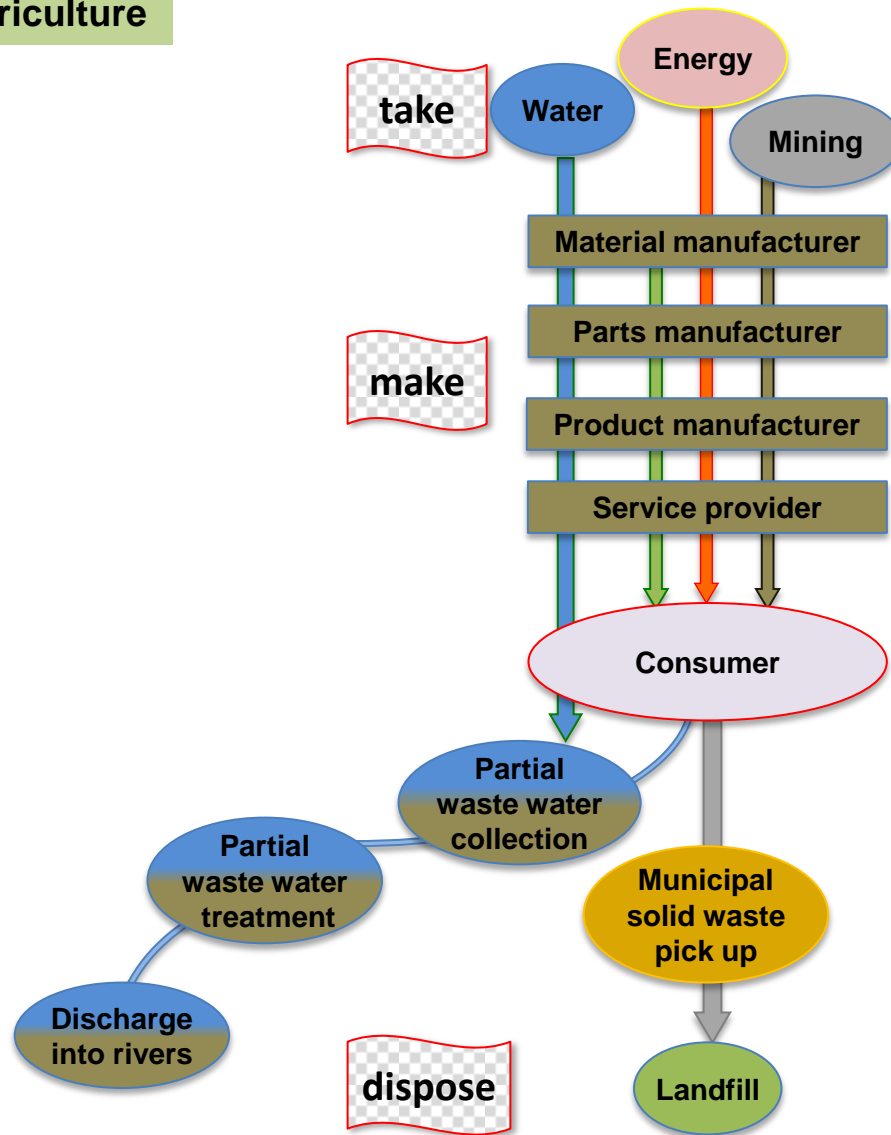 riculture
Energy
take
Water
Mining
Material manufacturer
Parts manufacturer
make
Product manufacturer
Service provider
Consumer
Partial
waste water
collection
Partial
waste water
treatment
Municipal
solid waste
pick up
Discharge
into rivers
dispose
Landfill